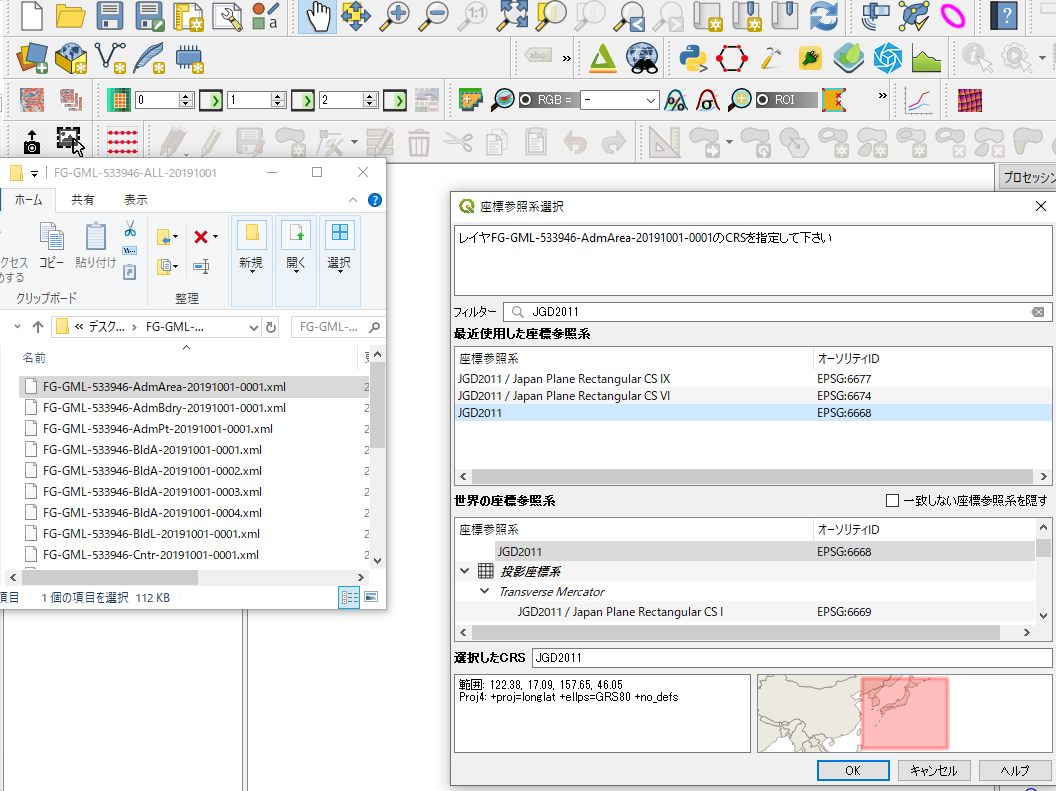 1:1
abc
»
0
1
2
RGB =
-
ROI
»
FG-GML-533946-ALL-20191001
ホーム
共有
表示
クセス
めする
コピー
貼り付け
新規
開く
選択
クリップボード
整理
« デスク... › FG-GML-...
FG-GML-...
名前
FG-GML-533946-AdmArea-20191001-0001.xml
FG-GML-533946-AdmBdry-20191001-0001.xml
FG-GML-533946-AdmPt-20191001-0001.xml
FG-GML-533946-BldA-20191001-0001.xml
FG-GML-533946-BldA-20191001-0002.xml
FG-GML-533946-BldA-20191001-0003.xml
FG-GML-533946-BldA-20191001-0004.xml
FG-GML-533946-BldL-20191001-0001.xml
FG-GML-533946-Cntr-20191001-0001.xml
項目 1 個の項目を選択 112 KB
プロセッシン
座標参照系選択
レイヤFG-GML-533946-AdmArea-20191001-0001のCRSを指定して下さい
フィルター JGD2011
最近使用した座標参照系
座標参照系 オーソリティID
JGD2011 / Japan Plane Rectangular CS IX EPSG:6677
JGD2011 / Japan Plane Rectangular CS VI EPSG:6674
JGD2011 EPSG:6668
世界の座標参照系 一致しない座標参照系を隠す
座標参照系 オーソリティID
JGD2011 EPSG:6668
投影座標系
Transverse Mercator
JGD2011 / Japan Plane Rectangular CS I EPSG:6669
選択したCRS JGD2011
範囲: 122.38, 17.09, 157.65, 46.05
Proj4: +proj=longlat +ellps=GRS80 +no_defs
OK キャンセル ヘルプ